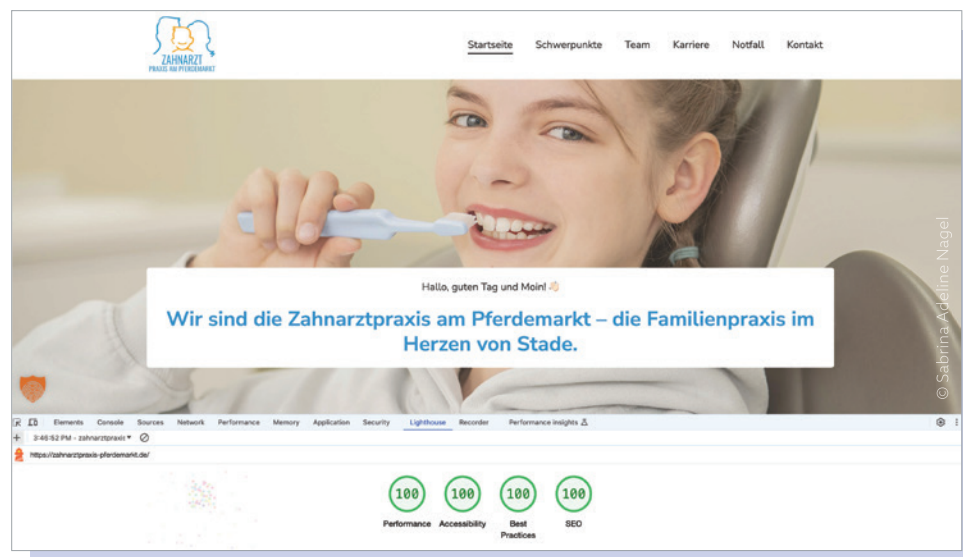 ZAHNARZT
PRAXIS AM PFERDEMARKT
Startseite Schwerpunkte Team Karriere Notfall Kontakt
Hallo, guten Tag und Moin! 👋
Wir sind die Zahnarztpraxis am Pferdemarkt – die Familienpraxis im
Herzen von Stade.
© Sabrina Adeline Nagel
Elements Console Sources Network Performance Memory Application Security Lighthouse Recorder Performance insights
3:46:52 PM - zahnarztpraxis
https://zahnarztpraxis-pferdemarkt.de/
100 100 100 100
Performance Accessibility Best Practices SEO